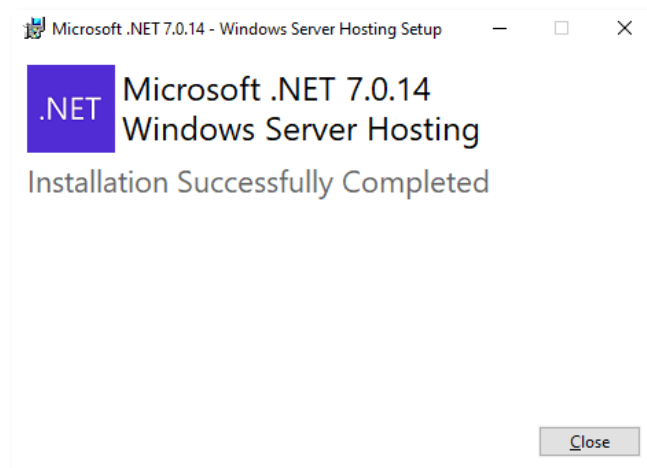 Microsoft .NET 7.0.14 - Windows Server Hosting Setup
.NET
Microsoft .NET 7.0.14
Windows Server Hosting
Installation Successfully Completed
Close